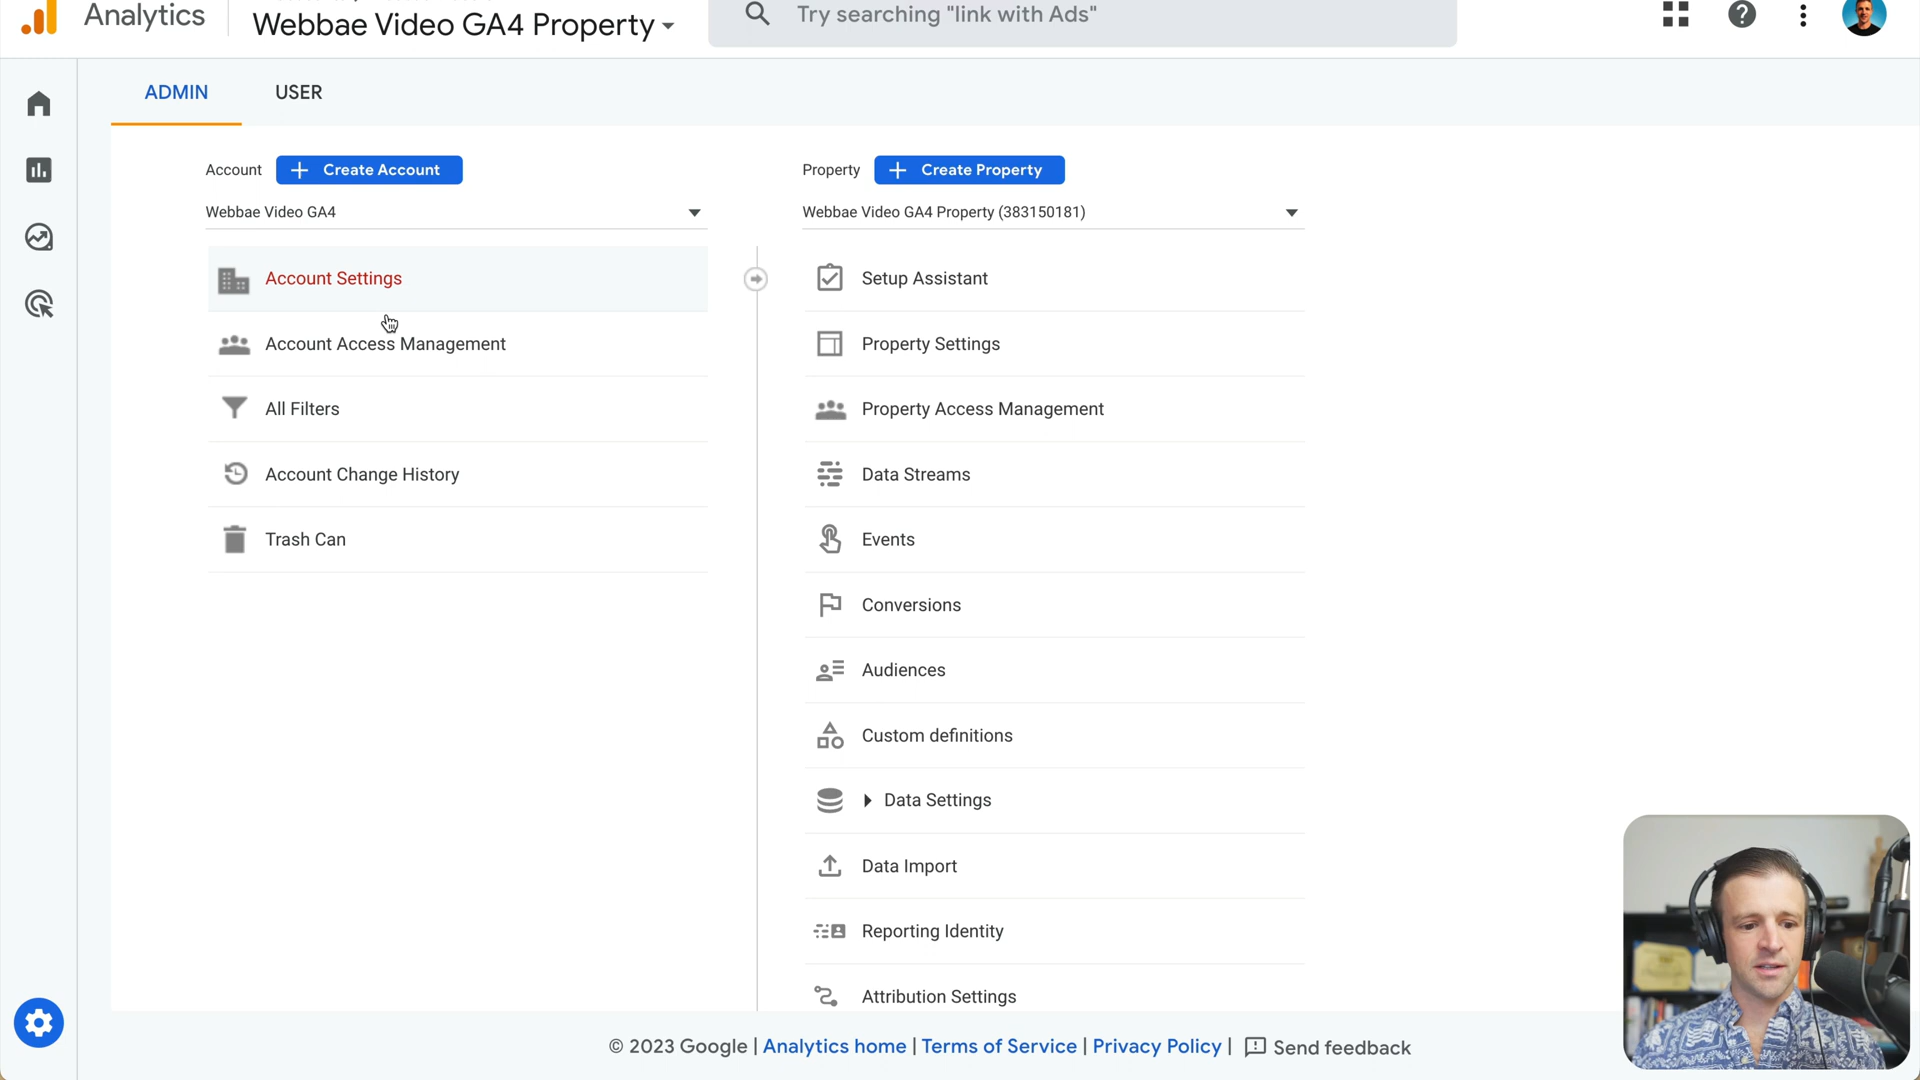 Analytics
Webbae Video GA4 Property
Try searching "link with Ads"
ADMIN
USER
Account
Create Account
Property
Create Property
Webbae Video GA4
Webbae Video GA4 Property (383150181)
Account Settings
Account Access Management
All Filters
Account Change History
Trash Can
Setup Assistant
Property Settings
Property Access Management
Data Streams
Events
Conversions
Audiences
Custom definitions
Data Settings
Data Import
Reporting Identity
Attribution Settings
© 2023 Google | Analytics home | Terms of Service | Privacy Policy | Send feedback